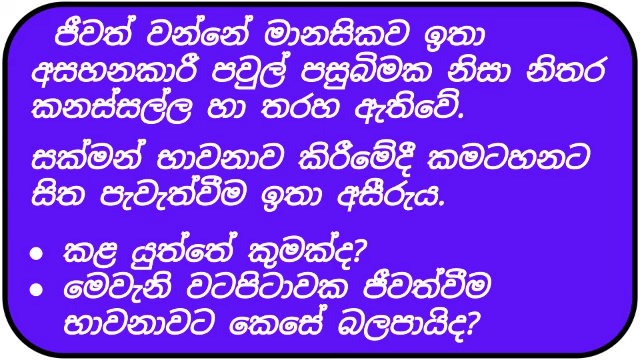 ජීවත් වන්නේ මානසිකව ඉතා
අසහනකාරී පවුල් පසුබිමක නිසා නිතර
කනස්සල්ල හා තරහ ඇතිවේ.
සක්මන් භාවනාව කිරීමේදී කමටහනට
සිත පැවැත්වීම ඉතා අසීරුය.
• කළ යුත්තේ කුමක්ද?
• මෙවැනි වටපිටාවක ජීවත්වීම
භාවනාවට කෙසේ බලපායිද?